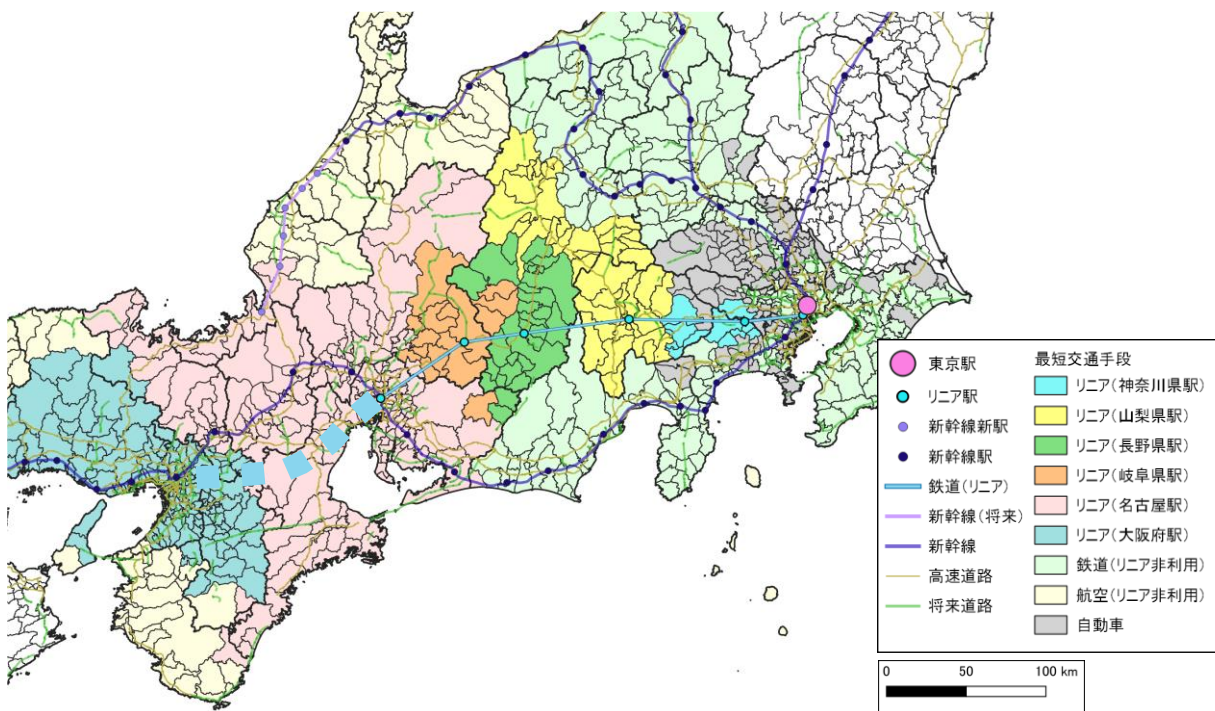 東京駅
リニア駅
新幹線新駅
新幹線駅
鉄道(リニア)
新幹線(将来)
新幹線
高速道路
将来道路
最短交通手段
リニア(神奈川県駅)
リニア(山梨県駅)
リニア(長野県駅)
リニア(岐阜県駅)
リニア(名古屋駅)
リニア(大阪府駅)
鉄道(リニア非利用)
航空(リニア非利用)
自動車
0 50 100 km